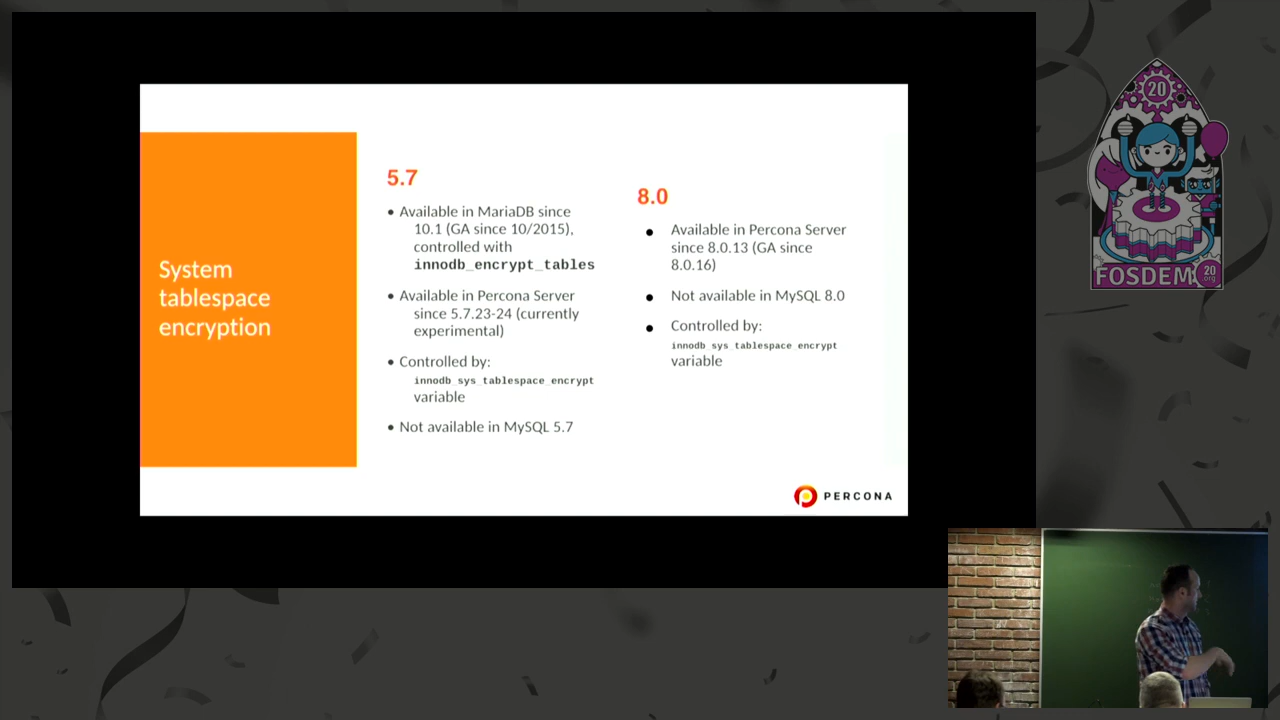 System
tablespace
encryption
5.7
• Available in MariaDB since
10.1 (GA since 10/2015),
controlled with
innodb_encrypt_tables
• Available in Percona Server
since 5.7.23-24 (currently
experimental)
• Controlled by:
innodb_sys_tablespace_encrypt
variable
• Not available in MySQL 5.7
8.0
• Available in Percona Server
since 8.0.13 (GA since
8.0.16)
• Not available in MySQL 8.0
• Controlled by:
innodb_sys_tablespace_encrypt
variable
PERCONA
20
FOSDEM
20
.org